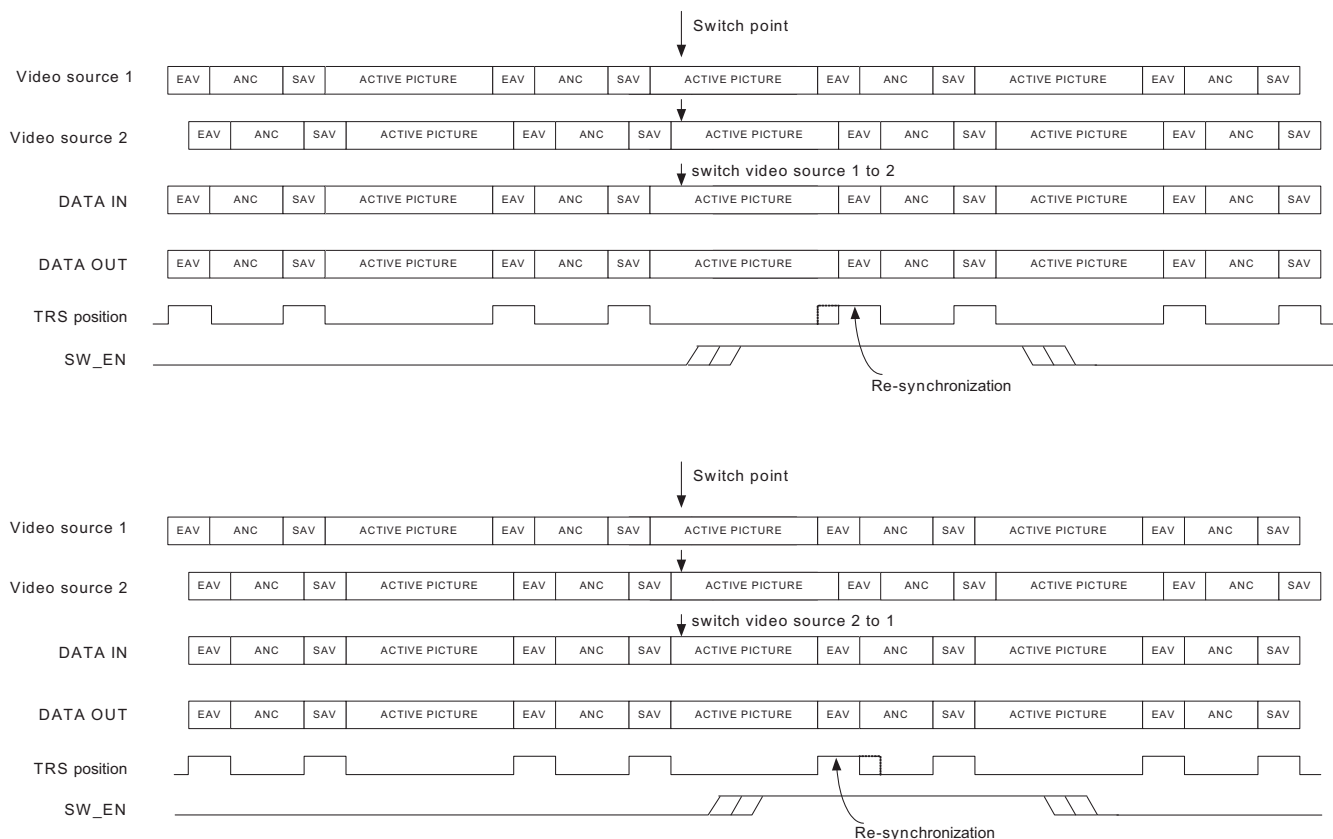 Switch point
Video source 1 EAV ANC SAV ACTIVE PICTURE EAV ANC SAV ACTIVE PICTURE EAV ANC SAV ACTIVE PICTURE EAV ANC SAV
Video source 2 EAV ANC SAV ACTIVE PICTURE EAV ANC SAV ACTIVE PICTURE EAV ANC SAV ACTIVE PICTURE EAV ANC SAV
switch video source 1 to 2
DATA IN EAV ANC SAV ACTIVE PICTURE EAV ANC SAV ACTIVE PICTURE EAV ANC SAV ACTIVE PICTURE EAV ANC SAV
DATA OUT EAV ANC SAV ACTIVE PICTURE EAV ANC SAV ACTIVE PICTURE EAV ANC SAV ACTIVE PICTURE EAV ANC SAV
TRS position
SW_EN
Re-synchronization
Switch point
Video source 1 EAV ANC SAV ACTIVE PICTURE EAV ANC SAV ACTIVE PICTURE EAV ANC SAV ACTIVE PICTURE EAV ANC SAV
Video source 2 EAV ANC SAV ACTIVE PICTURE EAV ANC SAV ACTIVE PICTURE EAV ANC SAV ACTIVE PICTURE EAV ANC SAV
switch video source 2 to 1
DATA IN EAV ANC SAV ACTIVE PICTURE EAV ANC SAV ACTIVE PICTURE EAV ANC SAV ACTIVE PICTURE EAV ANC SAV
DATA OUT EAV ANC SAV ACTIVE PICTURE EAV ANC SAV ACTIVE PICTURE EAV ANC SAV ACTIVE PICTURE EAV ANC SAV
TRS position
SW_EN
Re-synchronization